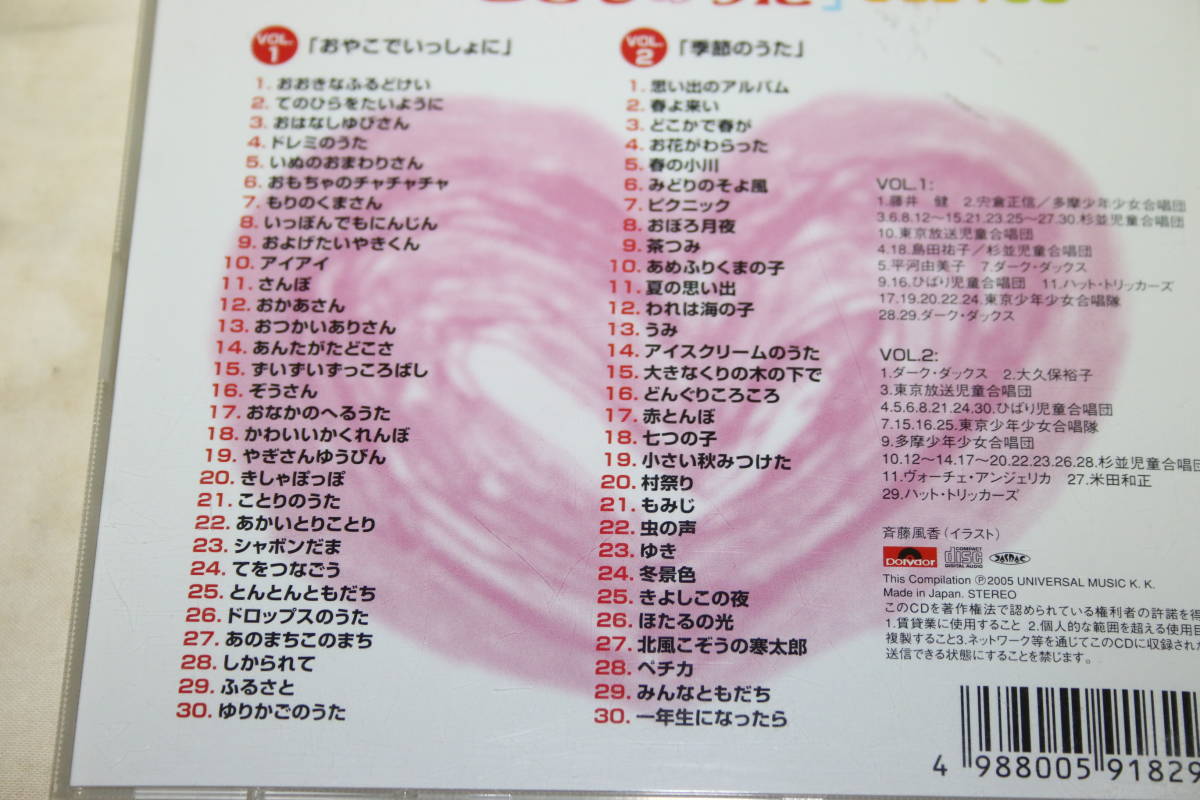 VOL. 1 「おやこでいっしょに」
1. おおきなふるどけい
2. てのひらをたいように
3. おはなしゆびさん
4. ドレミのうた
5. いぬのおまわりさん
6. おもちゃのチャチャチャ
7. もりのくまさん
8. いっぽんでもにんじん
9. およげたいやきくん
10. アイアイ
11. さんぽ
12. おかあさん
13. おつかいありさん
14. あんたがたどこさ
15. ずいずいずっころばし
16. ぞうさん
17. おなかのへるうた
18. かわいいかくれんぼ
19. やぎさんゆうびん
20. きしゃぽっぽ
21. ことりのうた
22. あかいとりことり
23. シャボンだま
24. てをつなごう
25. とんとんともだち
26. ドロップスのうた
27. あのまちこのまち
28. しかられて
29. ふるさと
30. ゆりかごのうた
VOL. 2 「季節のうた」
1. 思い出のアルバム
2. 春よ来い
3. どこかで春が
4. お花がわらった
5. 春の小川
6. みどりのそよ風
7. ピクニック
8. おぼろ月夜
9. 茶つみ
10. あめふりくまの子
11. 夏の思い出
12. われは海の子
13. うみ
14. アイスクリームのうた
15. 大きなくりの木の下で
16. どんぐりころころ
17. 赤とんぼ
18. 七つの子
19. 小さい秋みつけた
20. 村祭り
21. もみじ
22. 虫の声
23. ゆき
24. 冬景色
25. きよしこの夜
26. ほたるの光
27. 北風こぞうの寒太郎
28. ペチカ
29. みんなともだち
30. 一年生になったら
VOL.1:
1.藤井 健 2.宍倉正信／多摩少年少女合唱団
3.6.8.12〜15.21.23.25〜27.30.杉並児童合唱団
10.東京放送児童合唱団
4.18.島田祐子／杉並児童合唱団
5.平河由美子 7.ダーク・ダックス
9.16.ひばり児童合唱団 11.ハット・トリッカーズ
17.19.20.22.24.東京少年少女合唱隊
28.29.ダーク・ダックス
VOL.2:
1.ダーク・ダックス 2.大久保裕子
3.東京放送児童合唱団
4.5.6.8.21.24.30.ひばり児童合唱団
7.15.16.25.東京少年少女合唱隊
9.多摩少年少女合唱団
10.12〜14.17〜20.22.23.26.28.杉並児童合唱団
11.ヴォーチェ・アンジェリカ 27.米田和正
29.ハット・トリッカーズ
斉藤風香(イラスト)
Polydor COMPACT disc DIGITAL AUDIO JASRAC
This Compilation ℗2005 UNIVERSAL MUSIC K. K.
Made in Japan. STEREO
このCDを著作権法で認められている権利者の許諾を得
1.賃貸業に使用すること 2.個人的な範囲を超える使用目
複製すること3.ネットワーク等を通じてこのCDに収録された
送信できる状態にすることを禁じます。
4 988005 91829